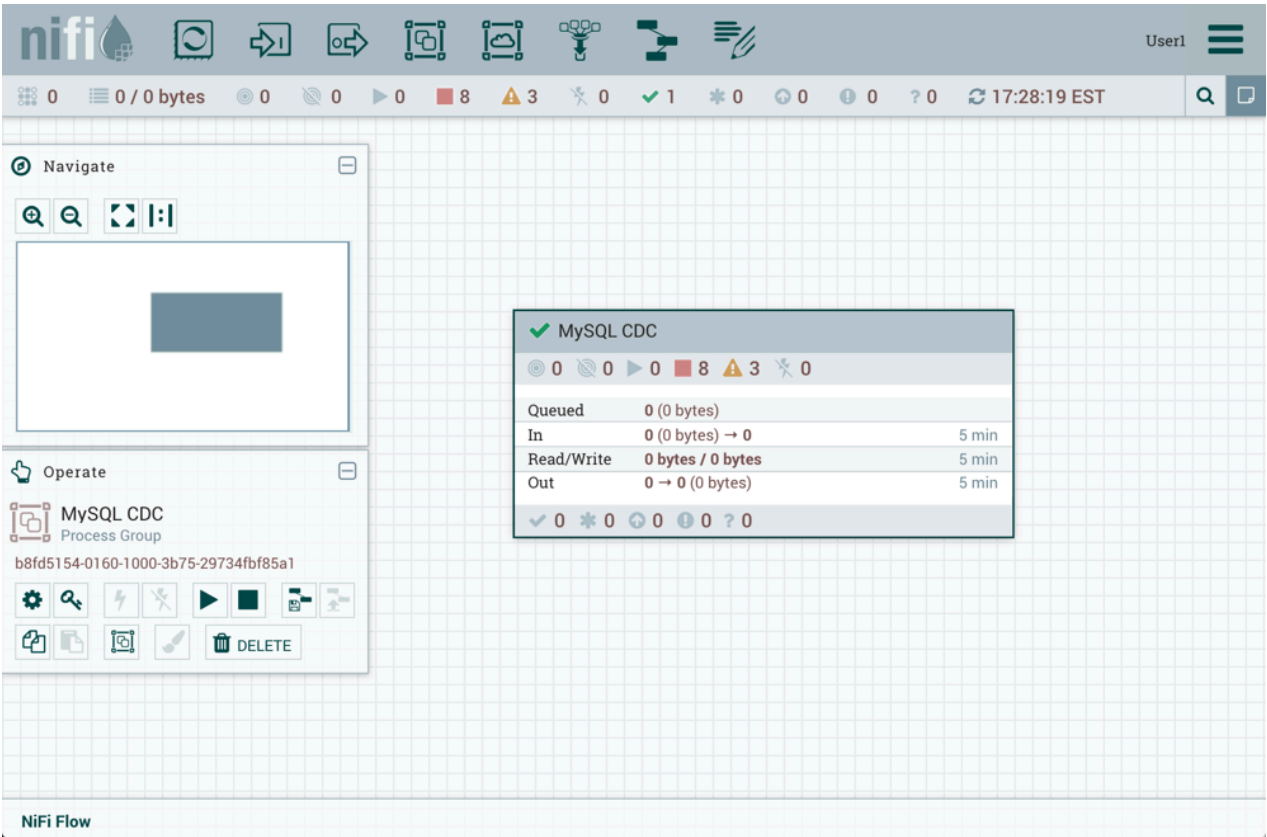 nifi
User1
0 0 / 0 bytes 0 0 0 8 3 0 1 0 0 0 ? 0 17:28:19 EST
Navigate
Operate
MySQL CDC
Process Group
b8fd5154-0160-1000-3b75-29734fbf85a1
DELETE
MySQL CDC
0 0 0 8 3 0
Queued 0 (0 bytes)
In 0 (0 bytes) → 0 5 min
Read/Write 0 bytes / 0 bytes 5 min
Out 0 → 0 (0 bytes) 5 min
0 0 0 0 ? 0
NiFi Flow